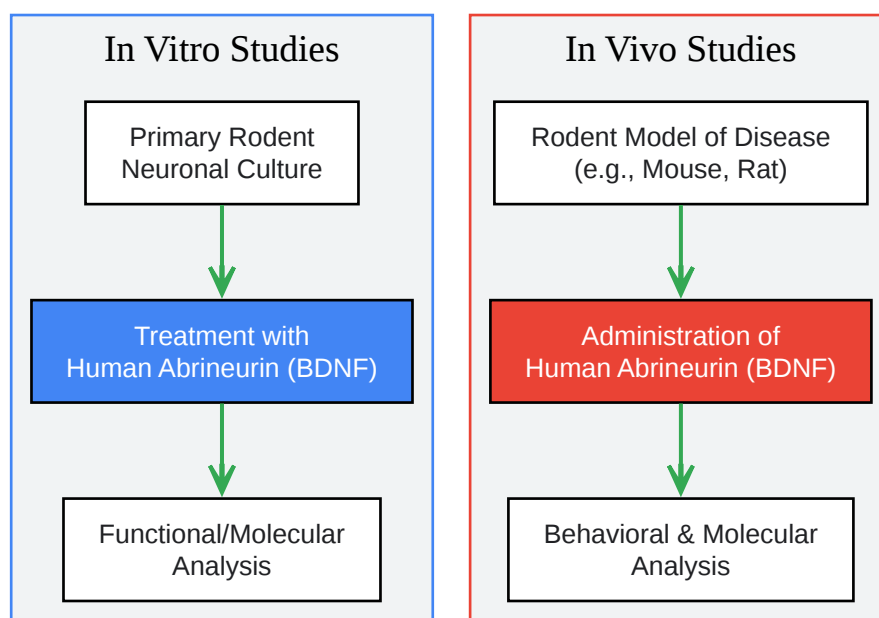 In Vitro Studies
Primary Rodent
Neuronal Culture
Treatment with
Human Abrineurin (BDNF)
Functional/Molecular
Analysis
In Vivo Studies
Rodent Model of Disease
(e.g., Mouse, Rat)
Administration of
Human Abrineurin (BDNF)
Behavioral & Molecular
Analysis